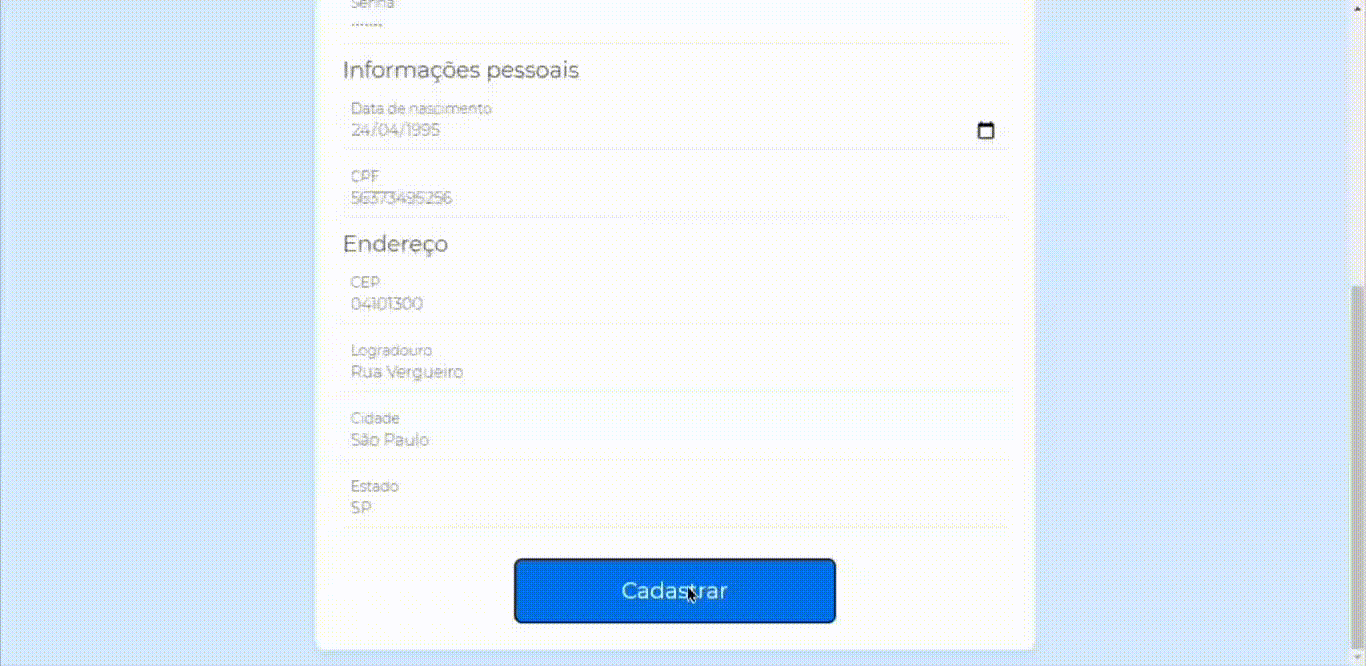 Senha
Informações pessoais
Data de nascimento
24/04/1995
CPF
56373495256
Endereço
CEP
04101300
Logradouro
Rua Vergueiro
Cidade
São Paulo
Estado
SP
Cadastrar